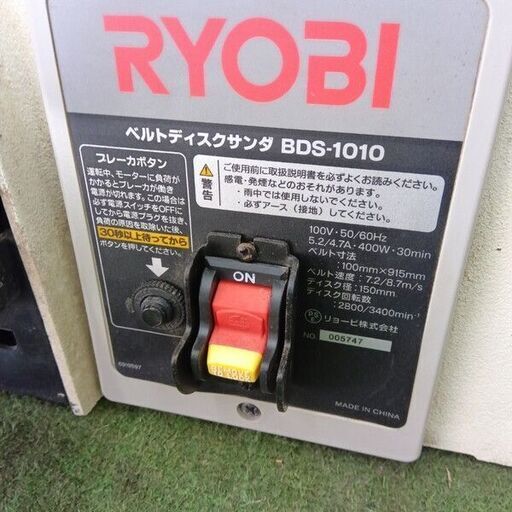 RYOBI
ベルトディスクサンダ BDS-1010
ブレーカボタン
運転中、モーターに負荷が
かかるとブレーカが働き
電源が切れます。この場合は
必ず電源スイッチをOFFに
してから電源プラグを抜き、
負荷の原因を取除いた後、
30秒以上待ってから
ボタンを押してください。
警告
ご使用前に取扱説明書を必ずよくお読みください。
感電・発煙などのおそれがあります。
・雨中では使用しないでください。
・必ずアース(接地)してください。
100V・50/60Hz
5.2/4.7A・400W・30min
ベルト寸法
:100mm×915mm
ベルト速度:7.2/8.7m/s
ディスク径:150mm
ディスク回転数
:2800/3400min⁻¹
PSE リョービ株式会社
NO. 005747
ON
6919597
MADE IN CHINA